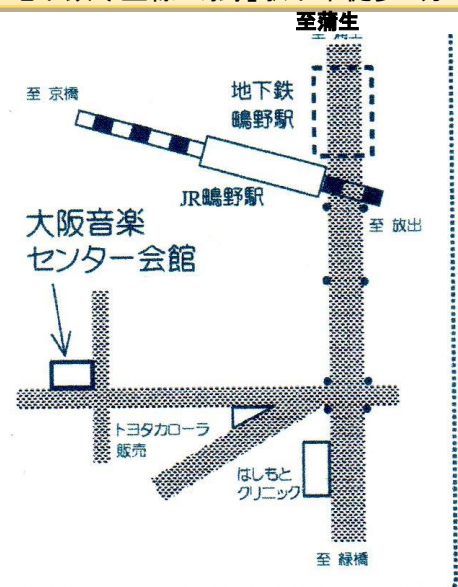 至蒲生
至 京橋
地下鉄
鴫野駅
JR鴫野駅
至 放出
大阪音楽
センター会館
トヨタカローラ
販売
はしもと
クリニック
至 緑橋